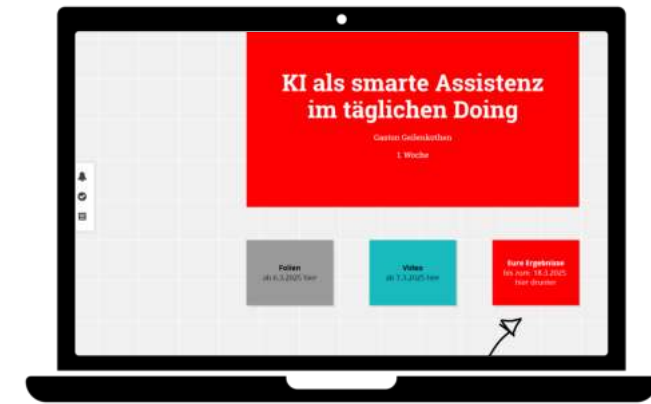 KI als smarte Assistenz
im täglichen Doing
Gaston Geilenkothen
1. Woche
Folien
ab 6.3.2025 hier
Video
ab 7.3.2025 hier
Eure Ergebnisse
bis zum 18.3.2025
hier drunter